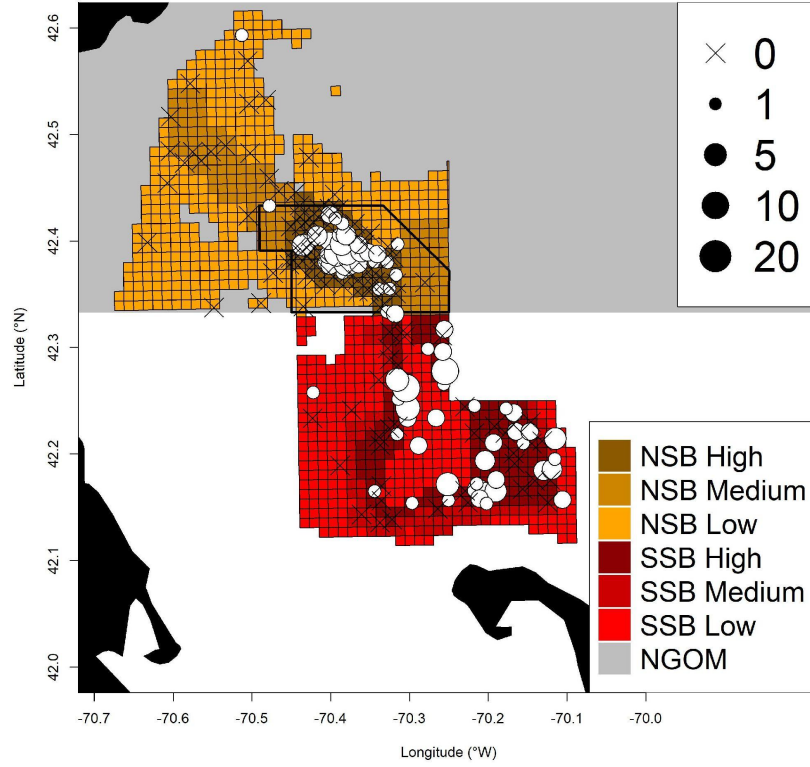 42.6
42.5
42.4
42.3
42.2
42.1
42.0
Latitude (°N)
0
1
5
10
20
NSB High
NSB Medium
NSB Low
SSB High
SSB Medium
SSB Low
NGOM
-70.7 -70.6 -70.5 -70.4 -70.3 -70.2 -70.1 -70.0
Longitude (°W)